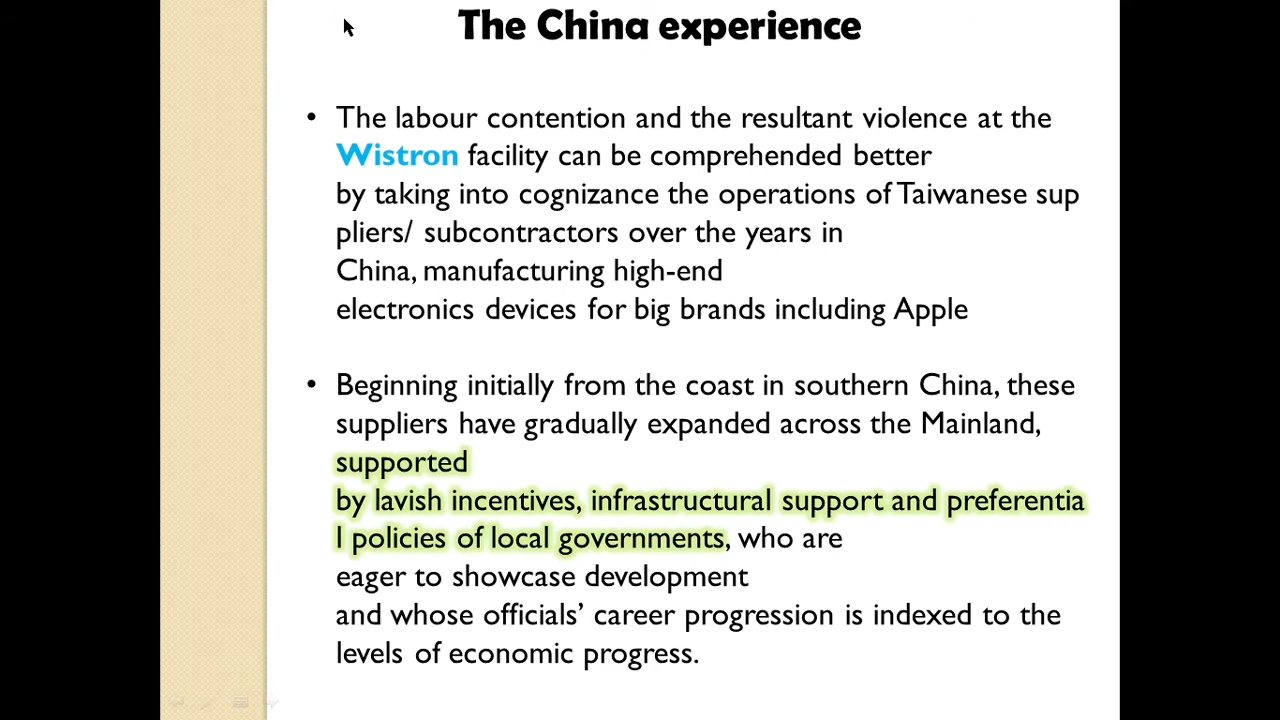 The China experience
• The labour contention and the resultant violence at the
Wistron facility can be comprehended better
by taking into cognizance the operations of Taiwanese sup
pliers/ subcontractors over the years in
China, manufacturing high-end
electronics devices for big brands including Apple
• Beginning initially from the coast in southern China, these
suppliers have gradually expanded across the Mainland,
supported
by lavish incentives, infrastructural support and preferentia
l policies of local governments, who are
eager to showcase development
and whose officials’ career progression is indexed to the
levels of economic progress.